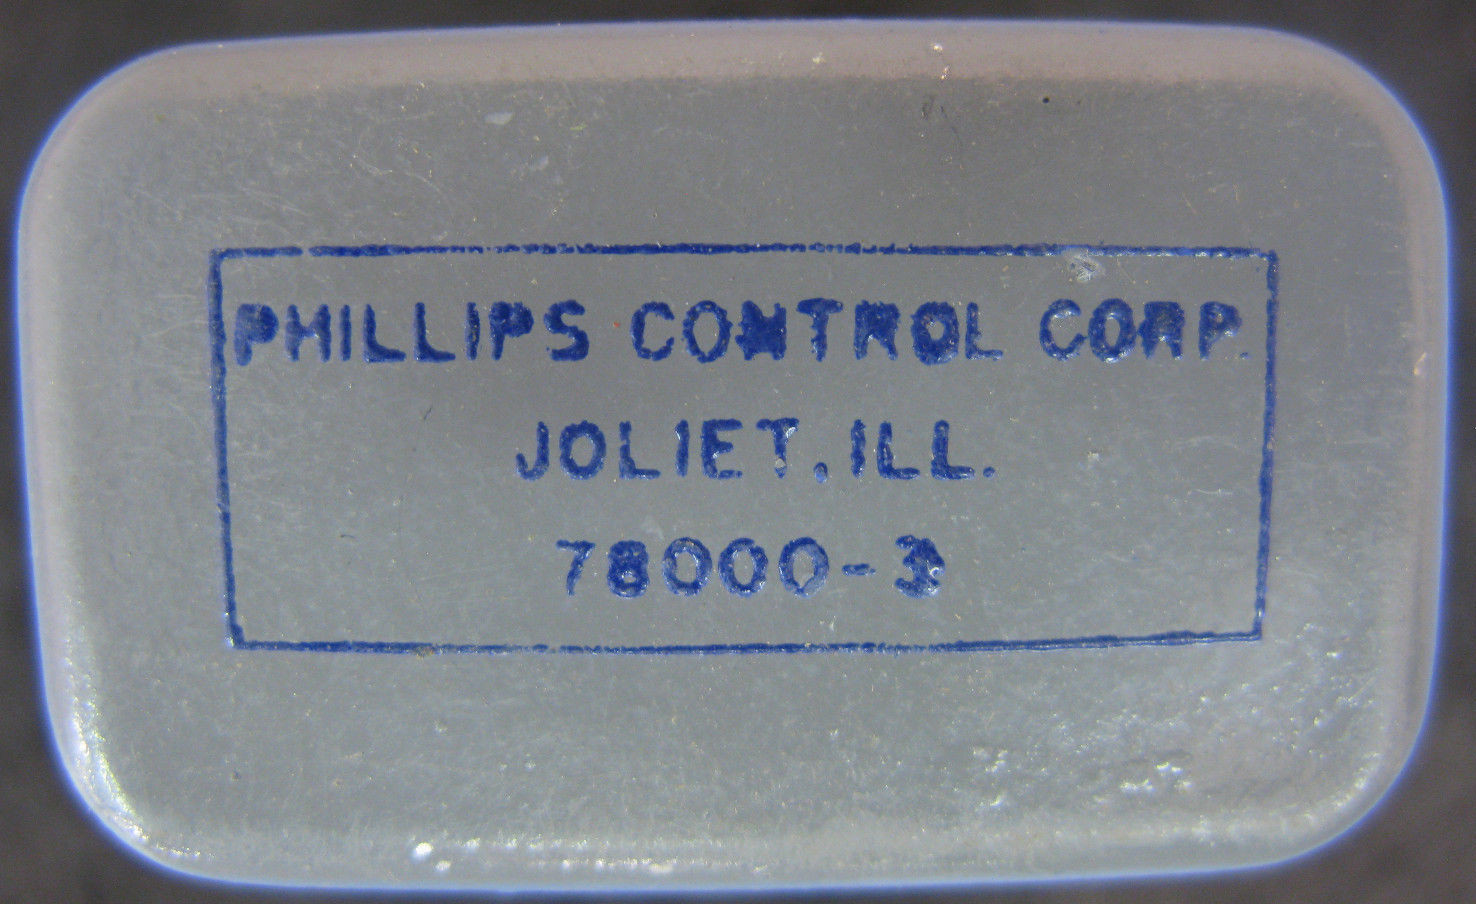 PHILLIPS CONTROL CORP.
JOLIET, ILL.
78000-3